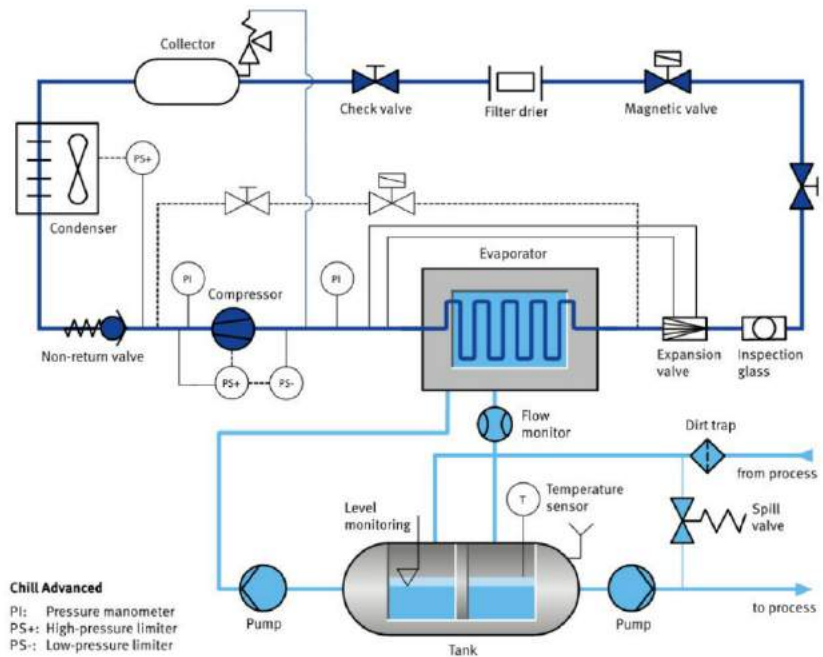 Collector
Check valve
Filter drier
Magnetic valve
PS+
Condenser
Evaporator
PI
Compressor
PI
Non-return valve
PS+
PS-
Expansion
valve
Inspection
glass
Flow
monitor
Dirt trap
from process
Level
monitoring
T
Temperature
sensor
Spill
valve
Chill Advanced
PI: Pressure manometer
PS+: High-pressure limiter
PS-: Low-pressure limiter
Pump
Tank
Pump
to process